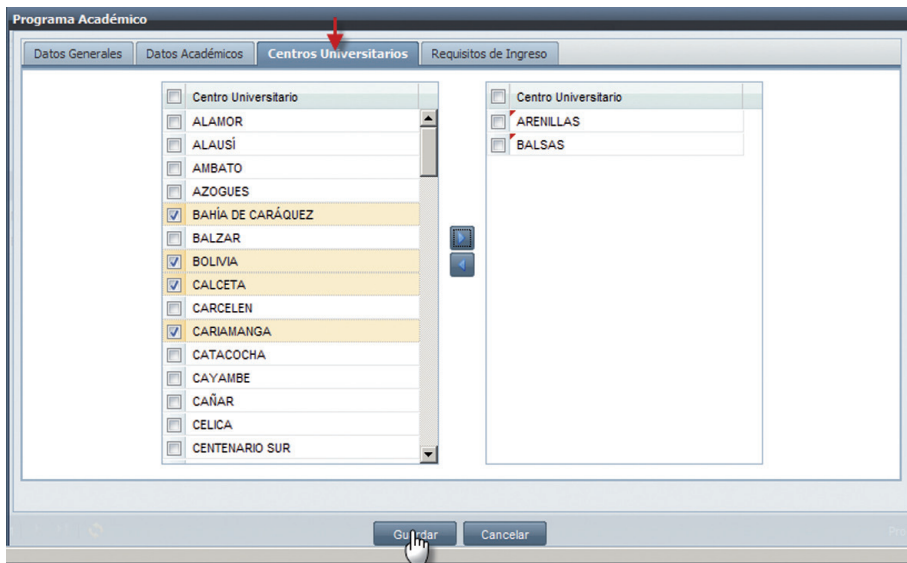 Programa Académico
Datos Generales
Datos Académicos
Centros Universitarios
Requisitos de Ingreso
Centro Universitario
ALAMOR
ALAUSÍ
AMBATO
AZOGUES
BAHÍA DE CARÁQUEZ
BALZAR
BOLIVIA
CALCETA
CARCELEN
CARIAMANGA
CATACOCHA
CAYAMBE
CAÑAR
CELICA
CENTENARIO SUR
Centro Universitario
ARENILLAS
BALSAS
Pro
Guardar
Cancelar